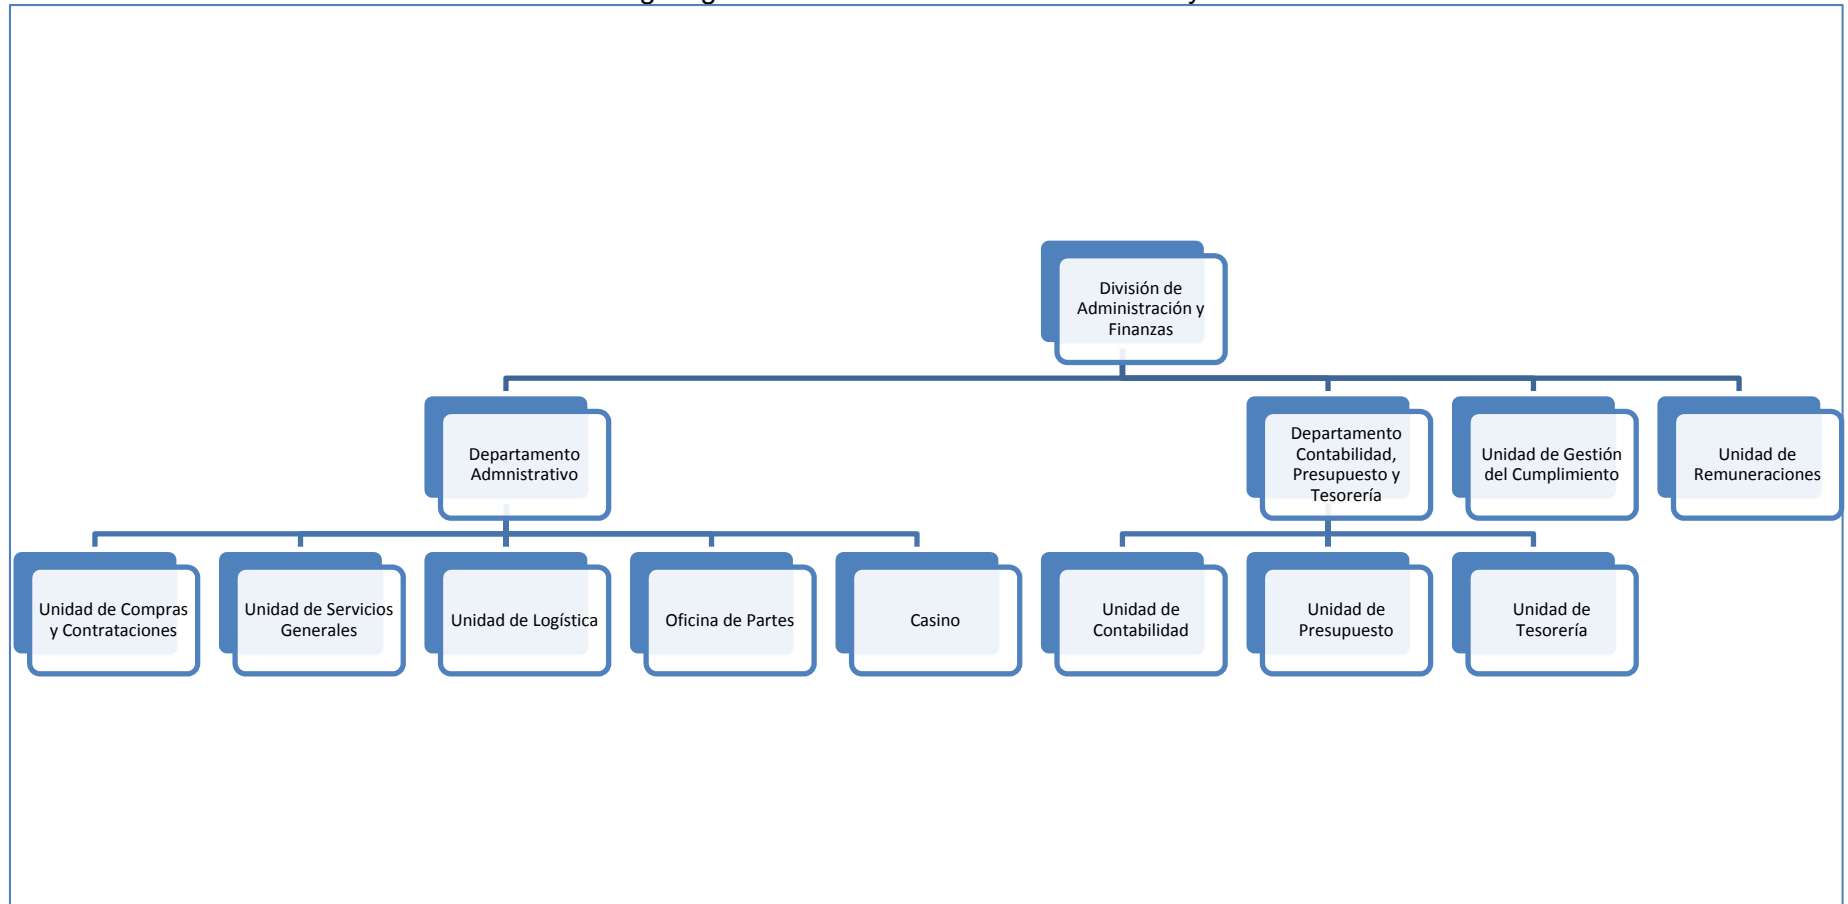 División de
Administración y
Finanzas
Departamento
Admnistrativo
Departamento
Contabilidad,
Presupuesto y
Tesorería
Unidad de Gestión
del Cumplimiento
Unidad de
Remuneraciones
Unidad de Compras
y Contrataciones
Unidad de Servicios
Generales
Unidad de Logística
Oficina de Partes
Casino
Unidad de
Contabilidad
Unidad de
Presupuesto
Unidad de
Tesorería